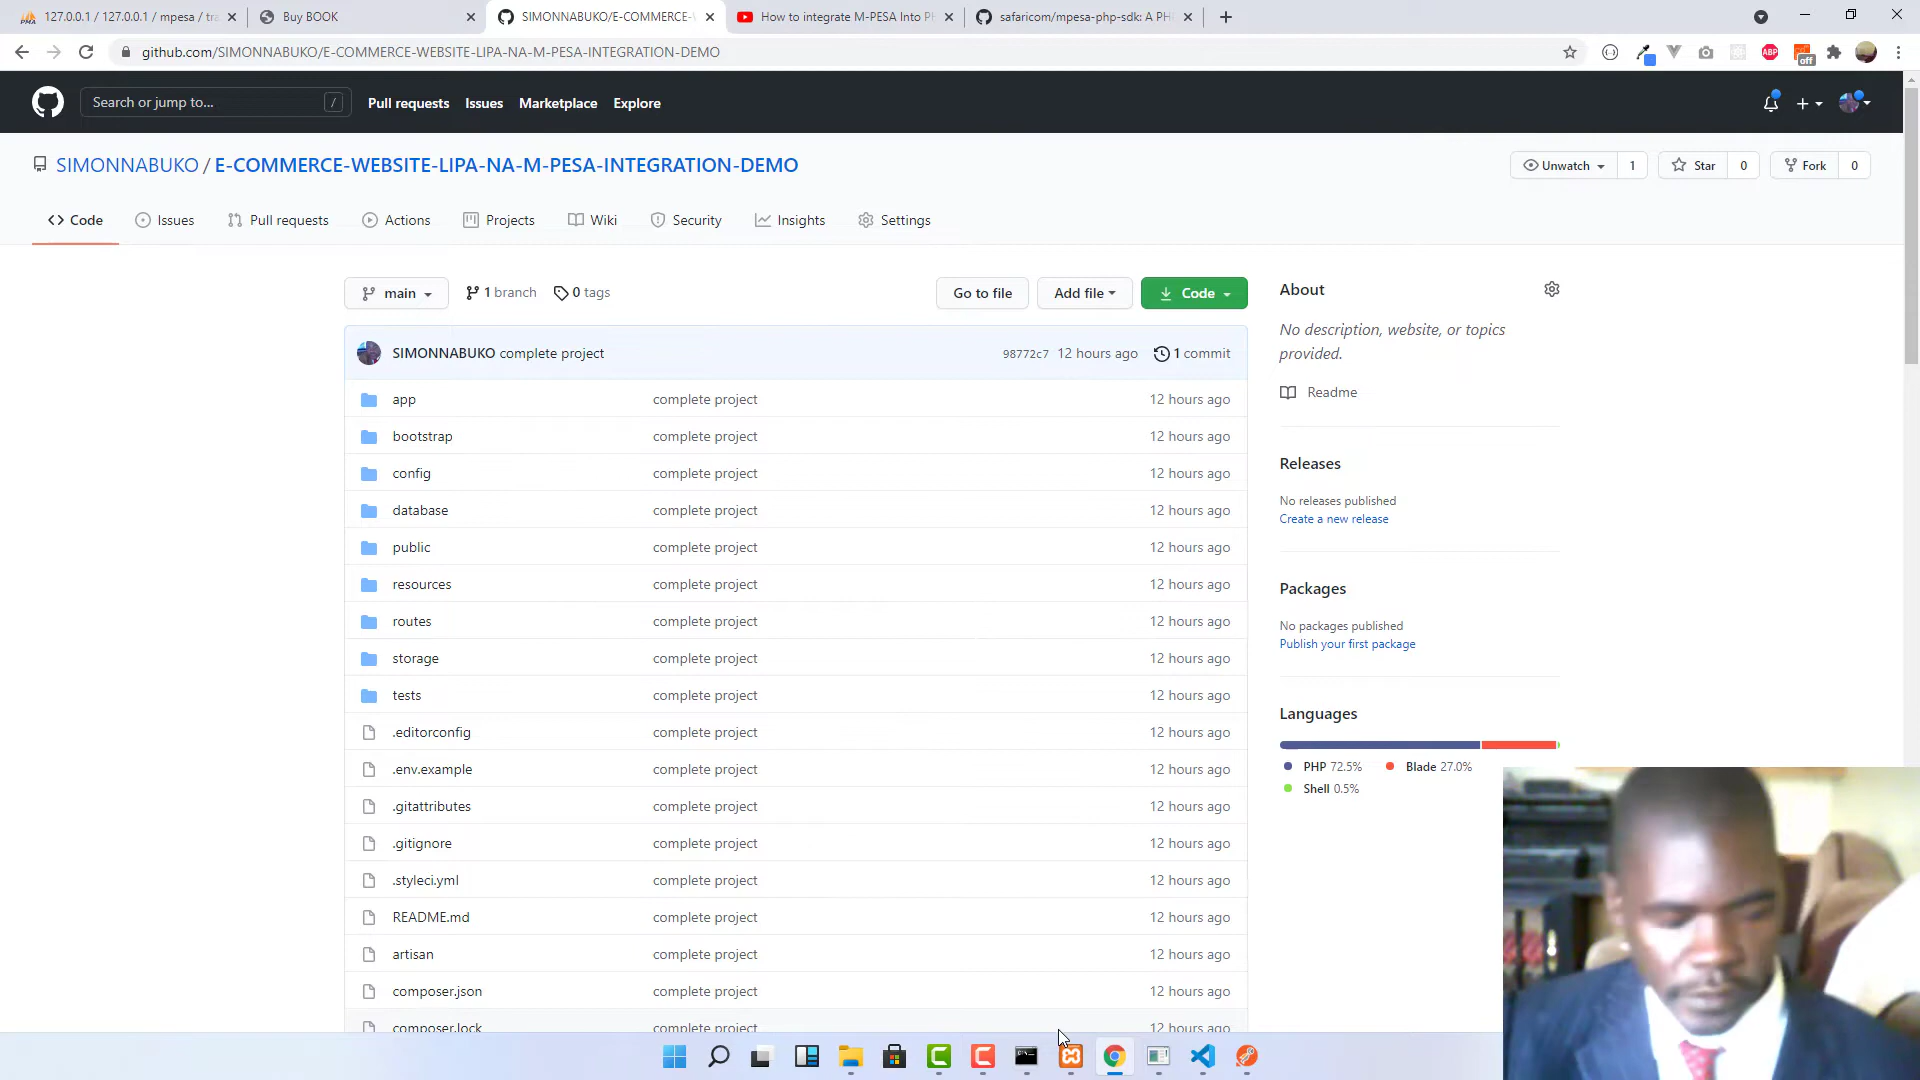 127.0.0.1 / 127.0.0.1 / mpesa / tra
Buy BOOK
SIMONNABUKO/E-COMMERCE-
How to integrate M-PESA Into P
safaricom/mpesa-php-sdk: A PH
github.com/SIMONNABUKO/E-COMMERCE-WEBSITE-LIPA-NA-M-PESA-INTEGRATION-DEMO
ABP
off
Search or jump to...
/
Pull requests
Issues
Marketplace
Explore
SIMONNABUKO / E-COMMERCE-WEBSITE-LIPA-NA-M-PESA-INTEGRATION-DEMO
Unwatch 1
Star 0
Fork 0
Code
Issues
Pull requests
Actions
Projects
Wiki
Security
Insights
Settings
main
1 branch
0 tags
Go to file
Add file
Code
SIMONNABUKO complete project 98772c7 12 hours ago 1 commit
app complete project 12 hours ago
bootstrap complete project 12 hours ago
config complete project 12 hours ago
database complete project 12 hours ago
public complete project 12 hours ago
resources complete project 12 hours ago
routes complete project 12 hours ago
storage complete project 12 hours ago
tests complete project 12 hours ago
.editorconfig complete project 12 hours ago
.env.example complete project 12 hours ago
.gitattributes complete project 12 hours ago
.gitignore complete project 12 hours ago
.styleci.yml complete project 12 hours ago
README.md complete project 12 hours ago
artisan complete project 12 hours ago
composer.json complete project 12 hours ago
composer.lock complete project 12 hours ago
About
No description, website, or topics
provided.
Readme
Releases
No releases published
Create a new release
Packages
No packages published
Publish your first package
Languages
PHP 72.5%
Blade 27.0%
Shell 0.5%